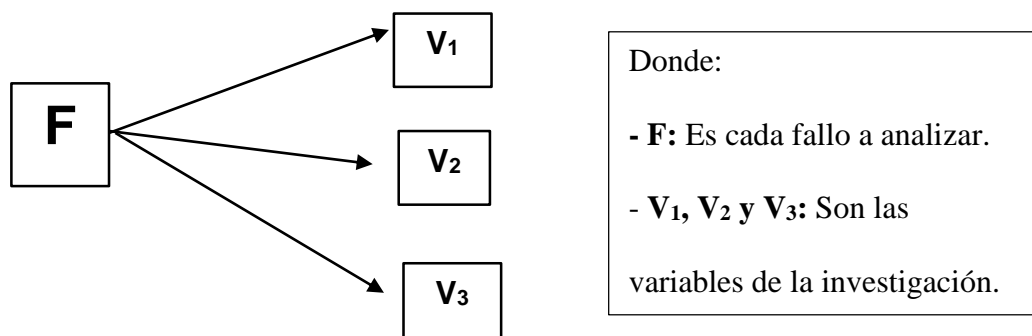 F
V1
V2
V3
Donde:
- F: Es cada fallo a analizar.
- V1, V2 y V3: Son las
variables de la investigación.